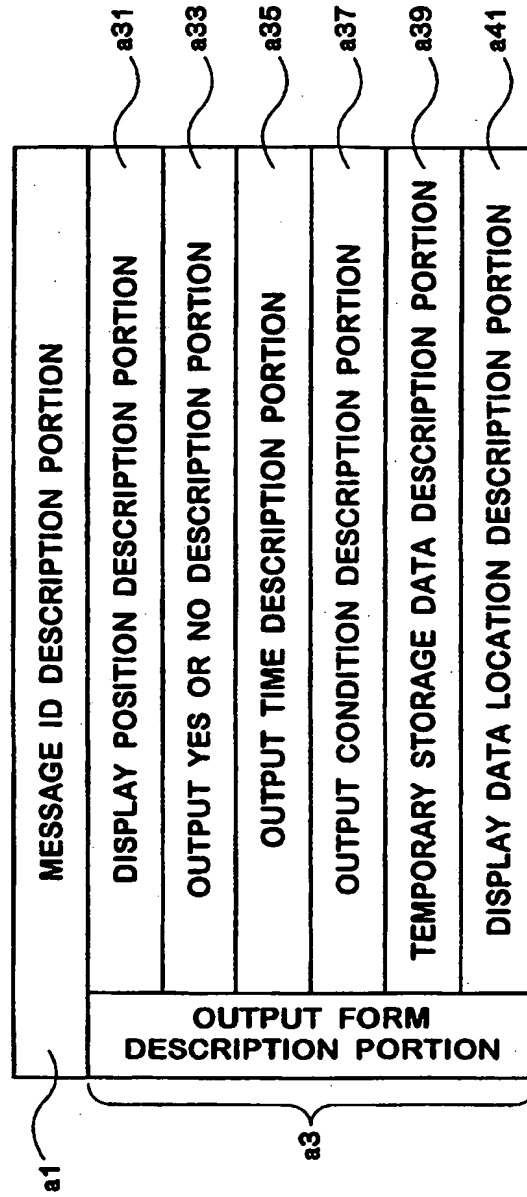 a1
MESSAGE ID DESCRIPTION PORTION
a3
OUTPUT FORM
DESCRIPTION PORTION
DISPLAY POSITION DESCRIPTION PORTION
a31
OUTPUT YES OR NO DESCRIPTION PORTION
a33
OUTPUT TIME DESCRIPTION PORTION
a35
OUTPUT CONDITION DESCRIPTION PORTION
a37
TEMPORARY STORAGE DATA DESCRIPTION PORTION
a39
DISPLAY DATA LOCATION DESCRIPTION PORTION
a41